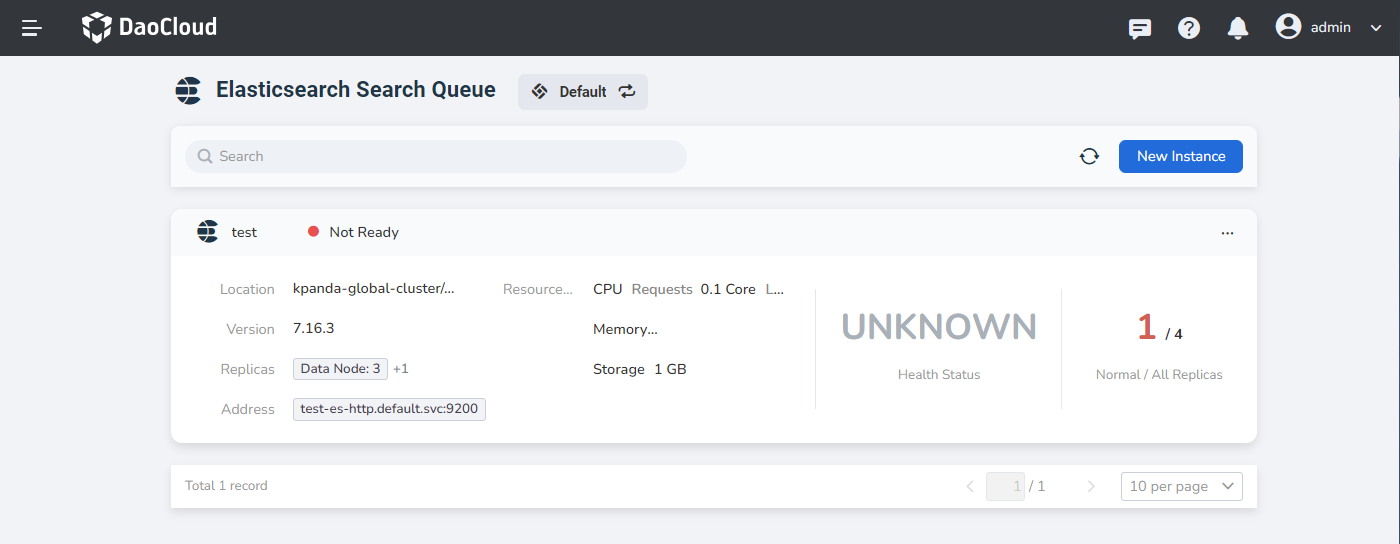 DaoCloud
admin
Elasticsearch Search Queue
Default
Search
New Instance
test
Not Ready
...
Location kpanda-global-cluster/...
Resource... CPU Requests 0.1 Core L...
Version 7.16.3
Memory...
Replicas Data Node: 3 +1
Storage 1 GB
Address test-es-http.default.svc:9200
UNKNOWN
Health Status
1 / 4
Normal / All Replicas
Total 1 record
1 / 1
10 per page